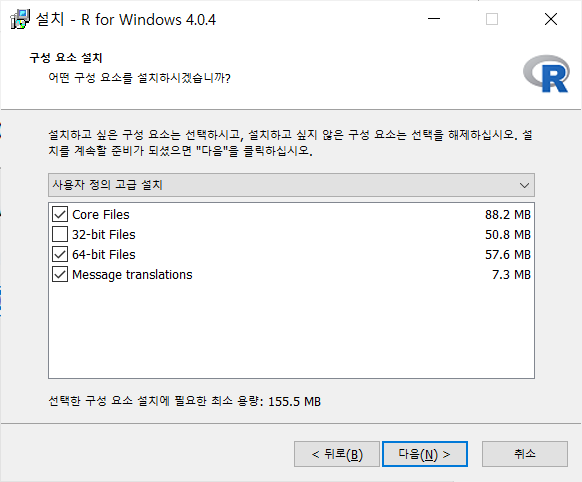 설치 - R for Windows 4.0.4
구성 요소 설치
어떤 구성 요소를 설치하시겠습니까?
R
설치하고 싶은 구성 요소는 선택하시고, 설치하고 싶지 않은 구성 요소는 선택을 해제하십시오. 설
치를 계속할 준비가 되셨으면 "다음"을 클릭하십시오.
사용자 정의 고급 설치
Core Files 88.2 MB
32-bit Files 50.8 MB
64-bit Files 57.6 MB
Message translations 7.3 MB
선택한 구성 요소 설치에 필요한 최소 용량: 155.5 MB
< 뒤로(B) 다음(N) > 취소